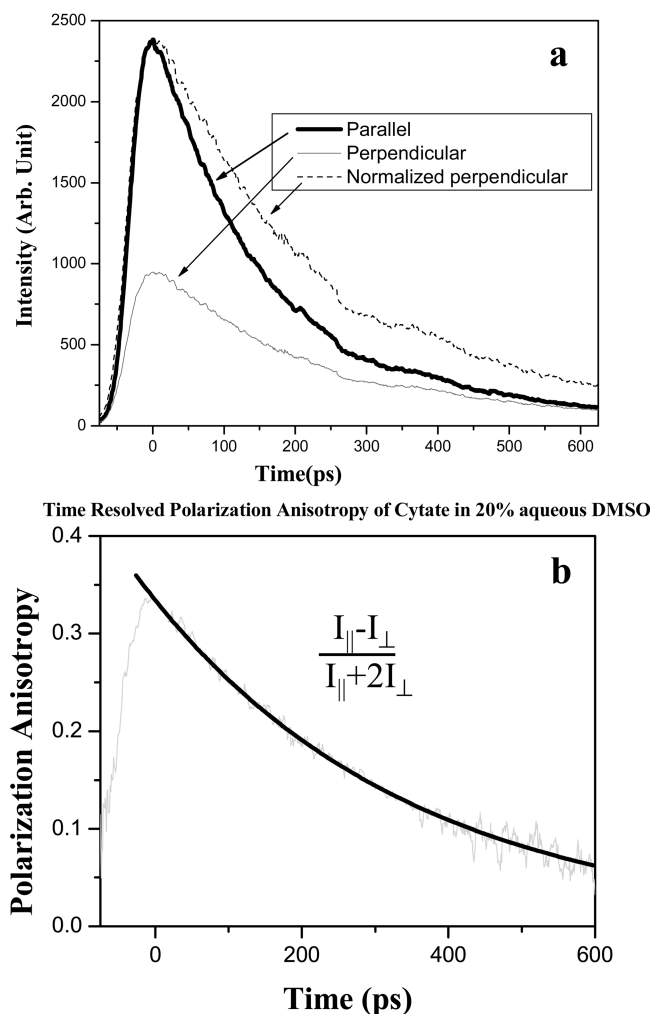 a
2500
2000
1500
1000
500
0
Intensity (Arb. Unit)
Parallel
Perpendicular
Normalized perpendicular
0 100 200 300 400 500 600
Time(ps)
Time Resolved Polarization Anisotropy of Cytate in 20% aqueous DMSO
b
0.4
0.3
0.2
0.1
0.0
Polarization Anisotropy
I||-I⊥
I||+2I⊥
0 200 400 600
Time (ps)